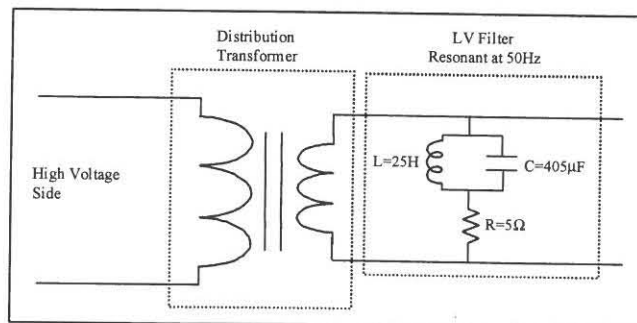 Distribution
Transformer
LV Filter
Resonant at 50Hz
High Voltage
Side
L=25H
C=405µF
R=5Ω